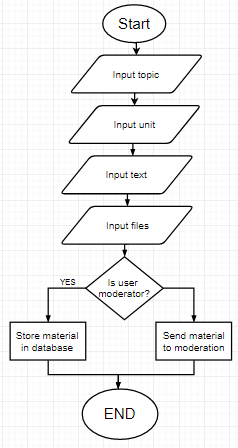 Start
Input topic
Input unit
Input text
Input files
Is user
moderator?
YES
Store material
in database
Send material
to moderation
END